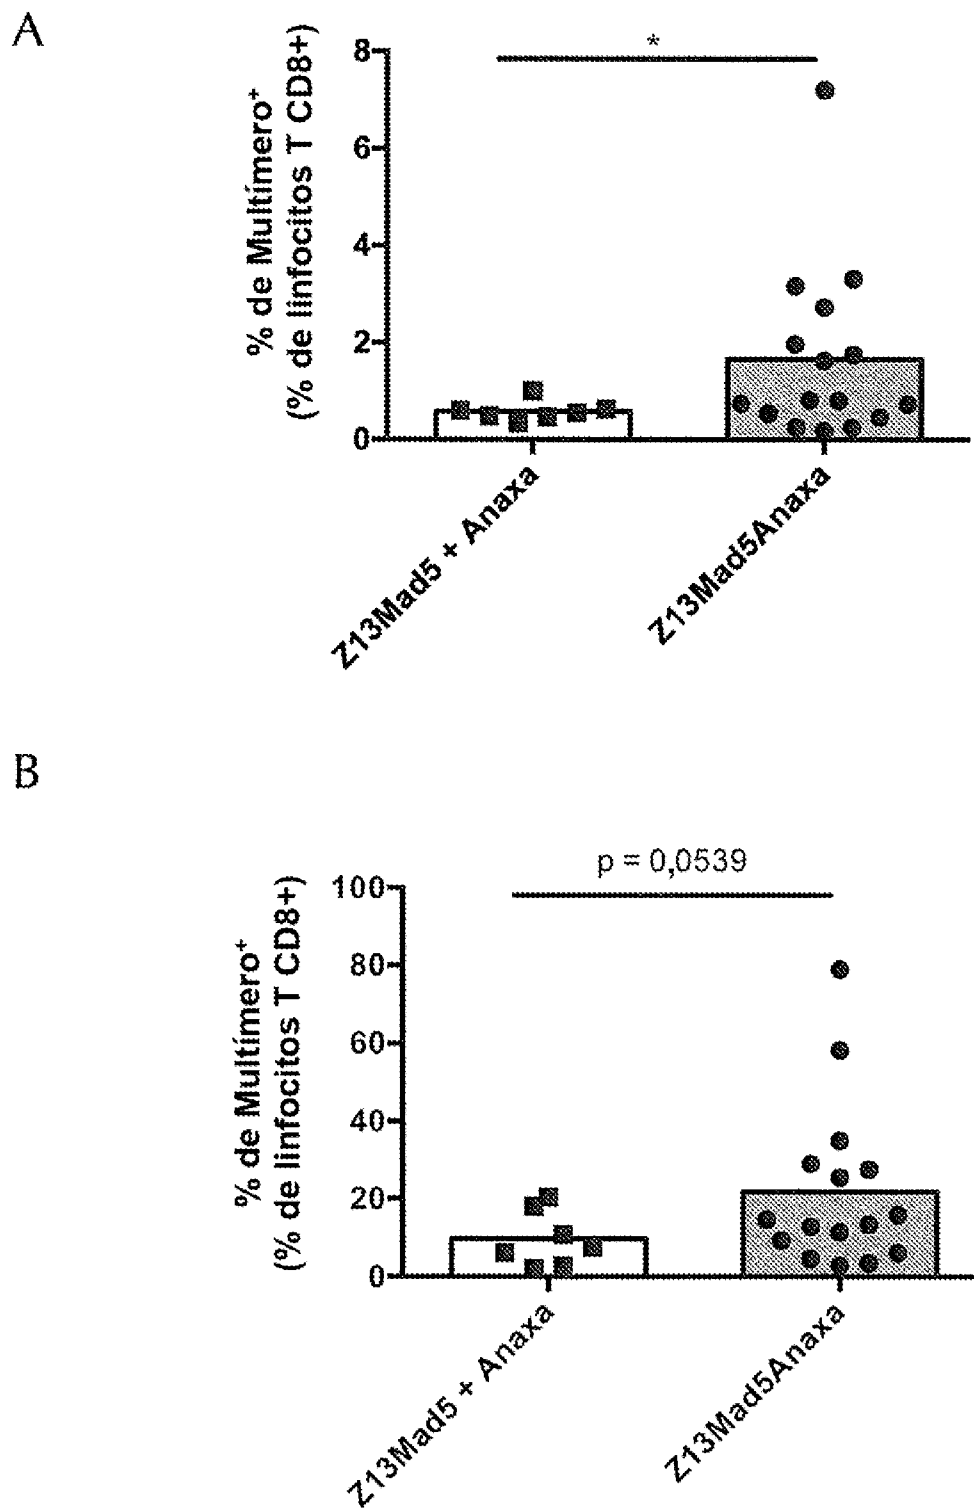 A
*
8
6
4
2
0
% de Multímero⁺
(% de linfocitos T CD8+)
Z13Mad5 + Anaxa
Z13Mad5Anaxa
B
p = 0,0539
100
80
60
40
20
0
% de Multímero⁺
(% de linfocitos T CD8+)
Z13Mad5 + Anaxa
Z13Mad5Anaxa